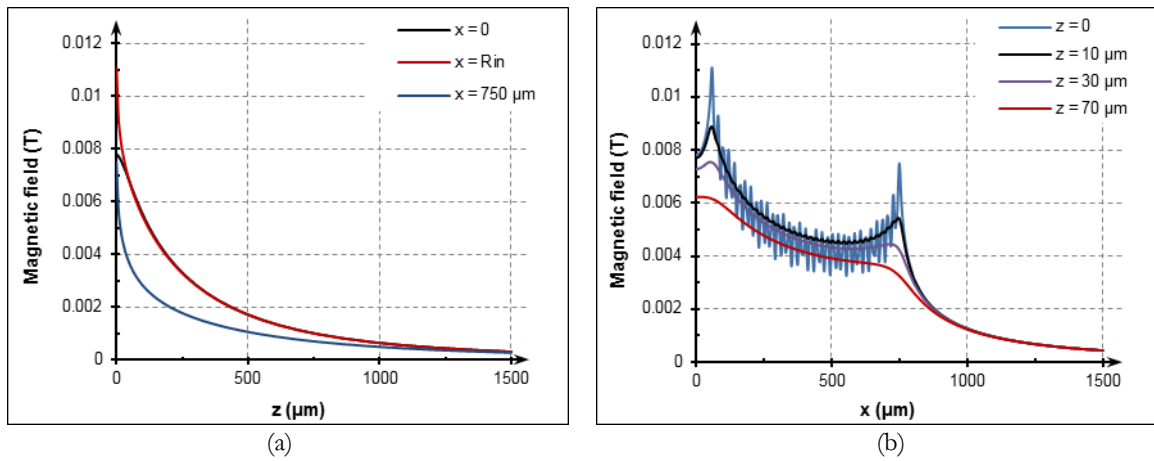 x = 0
x = Rin
x = 750 µm
Magnetic field (T)
0.012
0.01
0.008
0.006
0.004
0.002
0
0 500 1000 1500
z (µm)
(a)
z = 0
z = 10 µm
z = 30 µm
z = 70 µm
Magnetic field (T)
0.012
0.01
0.008
0.006
0.004
0.002
0
0 500 1000 1500
x (µm)
(b)